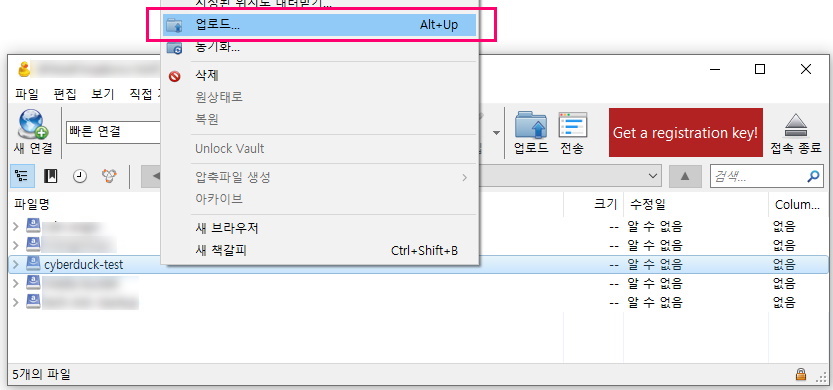 지정된 위치로 내려받기...
업로드... Alt+Up
동기화...
삭제
원상태로
복원
Unlock Vault
압축파일 생성
아카이브
새 브라우저
새 책갈피 Ctrl+Shift+B
파일 편집 보기 직접
새 연결
빠른 연결
업로드 전송
Get a registration key!
접속 종료
검색...
파일명 크기 수정일 Colum...
-- 알 수 없음 없음
-- 알 수 없음 없음
cyberduck-test -- 알 수 없음 없음
-- 알 수 없음 없음
-- 알 수 없음 없음
5개의 파일